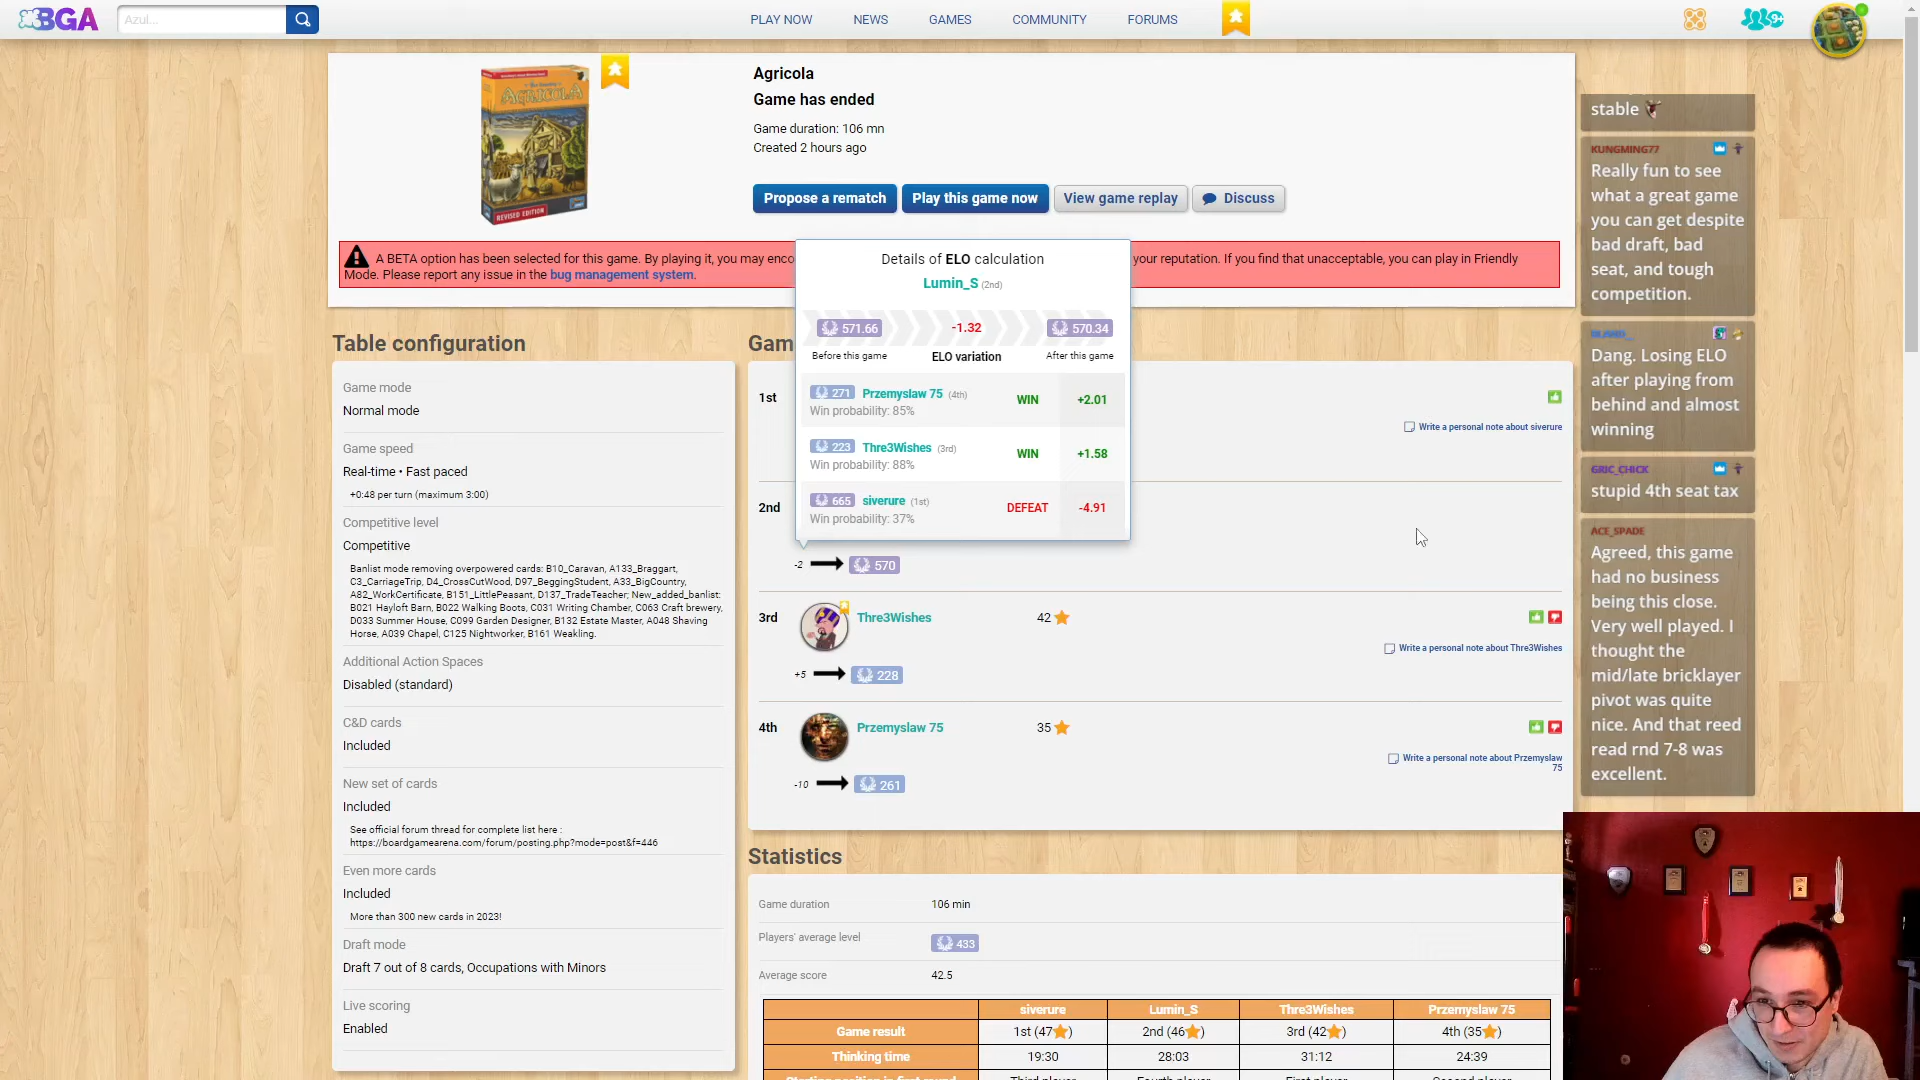 BGA
Azul...
PLAY NOW
NEWS
GAMES
COMMUNITY
FORUMS
9+
AGRICOLA
REVISED EDITION
Agricola
Game has ended
Game duration: 106 mn
Created 2 hours ago
Propose a rematch
Play this game now
View game replay
Discuss
A BETA option has been selected for this game. By playing it, you may enco
your reputation. If you find that unacceptable, you can play in Friendly
Mode. Please report any issue in the bug management system.
Details of ELO calculation
Lumin_S (2nd)
571.66
-1.32
570.34
Before this game
ELO variation
After this game
271 Przemyslaw 75 (4th)
Win probability: 85%
WIN
+2.01
223 Thre3Wishes (3rd)
Win probability: 88%
WIN
+1.58
665 siverure (1st)
Win probability: 37%
DEFEAT
-4.91
Table configuration
Game mode
Normal mode
Game speed
Real-time • Fast paced
+0:48 per turn (maximum 3:00)
Competitive level
Competitive
Banlist mode removing overpowered cards: B10_Caravan, A133_Braggart,
C3_CarriageTrip, D4_CrossCutWood, D97_BeggingStudent, A33_BigCountry,
A82_WorkCertificate, B151_LittlePeasant, D137_TradeTeacher; New_added_banlist:
B021 Hayloft Barn, B022 Walking Boots, C031 Writing Chamber, C063 Craft brewery,
D033 Summer House, C099 Garden Designer, B132 Estate Master, A048 Shaving
Horse, A039 Chapel, C125 Nightworker, B161 Weakling.
Additional Action Spaces
Disabled (standard)
C&D cards
Included
New set of cards
Included
See official forum thread for complete list here :
https://boardgamearena.com/forum/posting.php?mode=post&f=446
Even more cards
Included
More than 300 new cards in 2023!
Draft mode
Draft 7 out of 8 cards, Occupations with Minors
Live scoring
Enabled
Gam
1st
Write a personal note about siverure
2nd
-2
570
3rd
Thre3Wishes
42
Write a personal note about Thre3Wishes
+5
228
4th
Przemyslaw 75
35
Write a personal note about Przemyslaw
75
-10
261
Statistics
Game duration
106 min
Players' average level
433
Average score
42.5
siverure
Lumin_S
Thre3Wishes
Przemyslaw 75
Game result
1st (47)
2nd (46)
3rd (42)
4th (35)
Thinking time
19:30
28:03
31:12
24:39
stable
KUNGMING77
Really fun to see
what a great game
you can get despite
bad draft, bad
seat, and tough
competition.
Dang. Losing ELO
after playing from
behind and almost
winning
GRIC_CHICK
stupid 4th seat tax
ACE_SPADE
Agreed, this game
had no business
being this close.
Very well played. I
thought the
mid/late bricklayer
pivot was quite
nice. And that reed
read rnd 7-8 was
excellent.